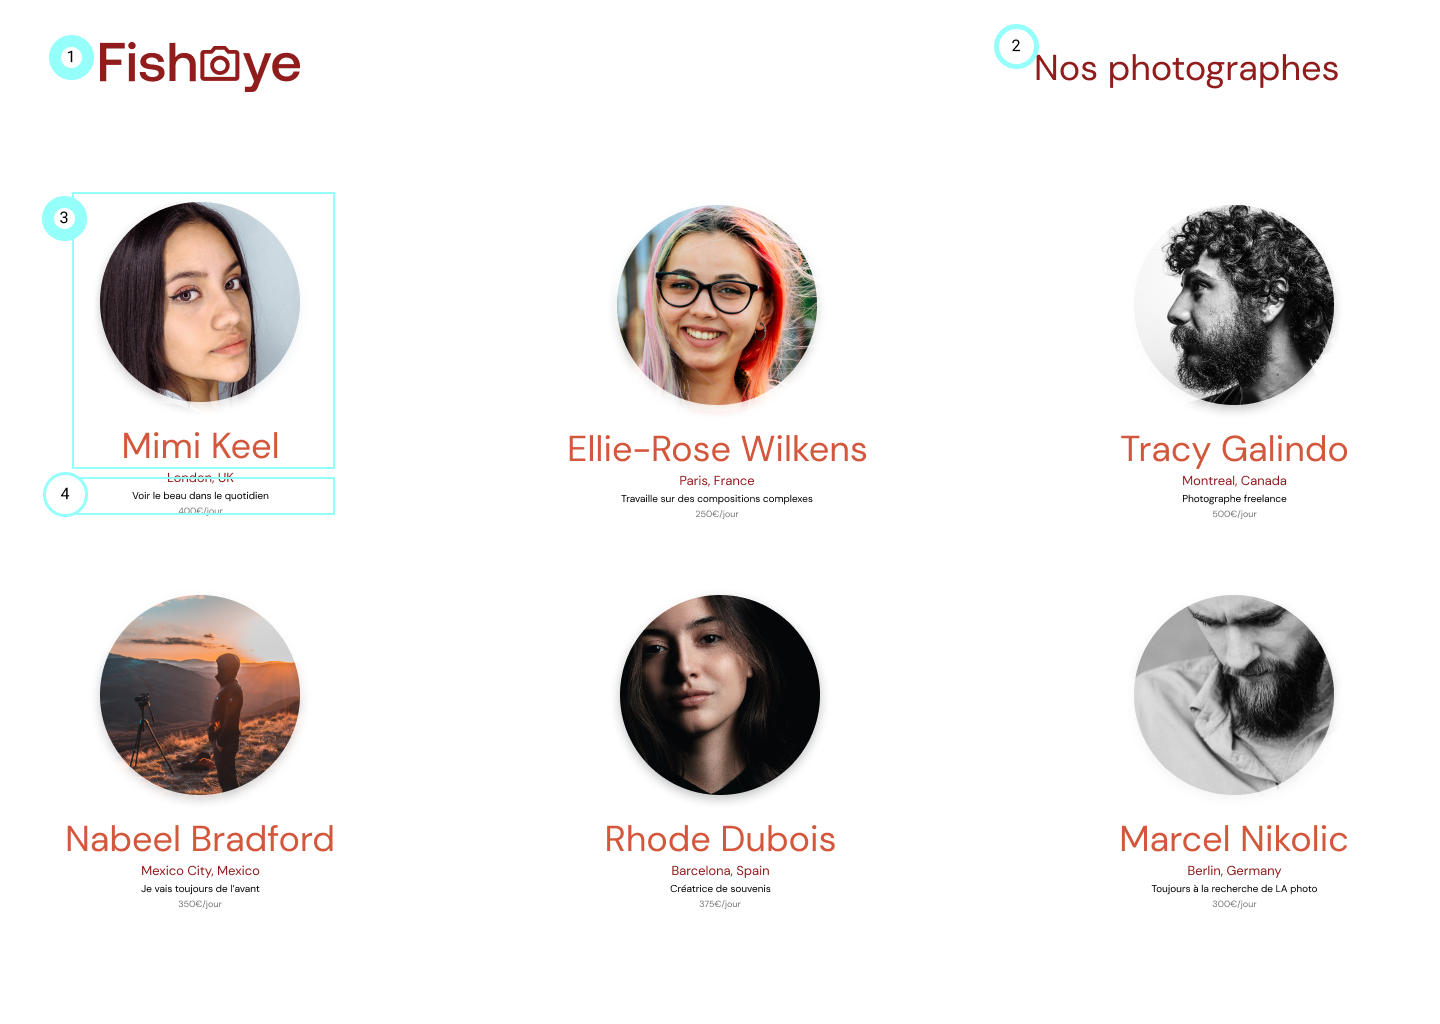 1
Fisheye
2
Nos photographes
3
Mimi Keel
London, UK
4
Voir le beau dans le quotidien
400€/jour
Ellie-Rose Wilkens
Paris, France
Travaille sur des compositions complexes
250€/jour
Tracy Galindo
Montreal, Canada
Photographe freelance
500€/jour
Nabeel Bradford
Mexico City, Mexico
Je vais toujours de l'avant
350€/jour
Rhode Dubois
Barcelona, Spain
Créatrice de souvenis
375€/jour
Marcel Nikolic
Berlin, Germany
Toujours à la recherche de LA photo
300€/jour